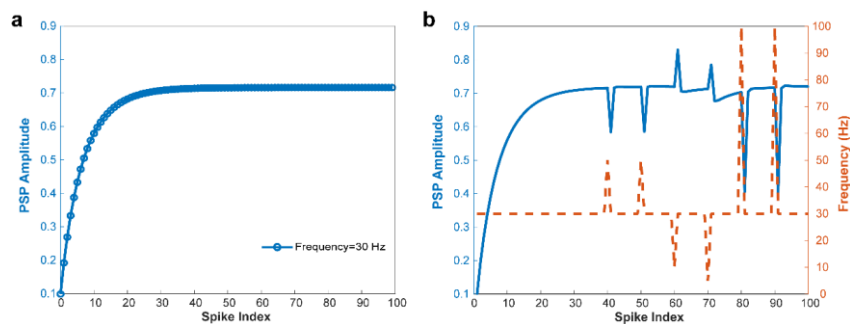 a
PSP Amplitude
0.9
0.8
0.7
0.6
0.5
0.4
0.3
0.2
0.1
Frequency=30 Hz
0 10 20 30 40 50 60 70 80 90 100
Spike Index
b
PSP Amplitude
0.9
0.8
0.7
0.6
0.5
0.4
0.3
0.2
0.1
0 10 20 30 40 50 60 70 80 90 100
Spike Index
100
90
80
70
60
50
40
30
20
10
0
Frequency (Hz)